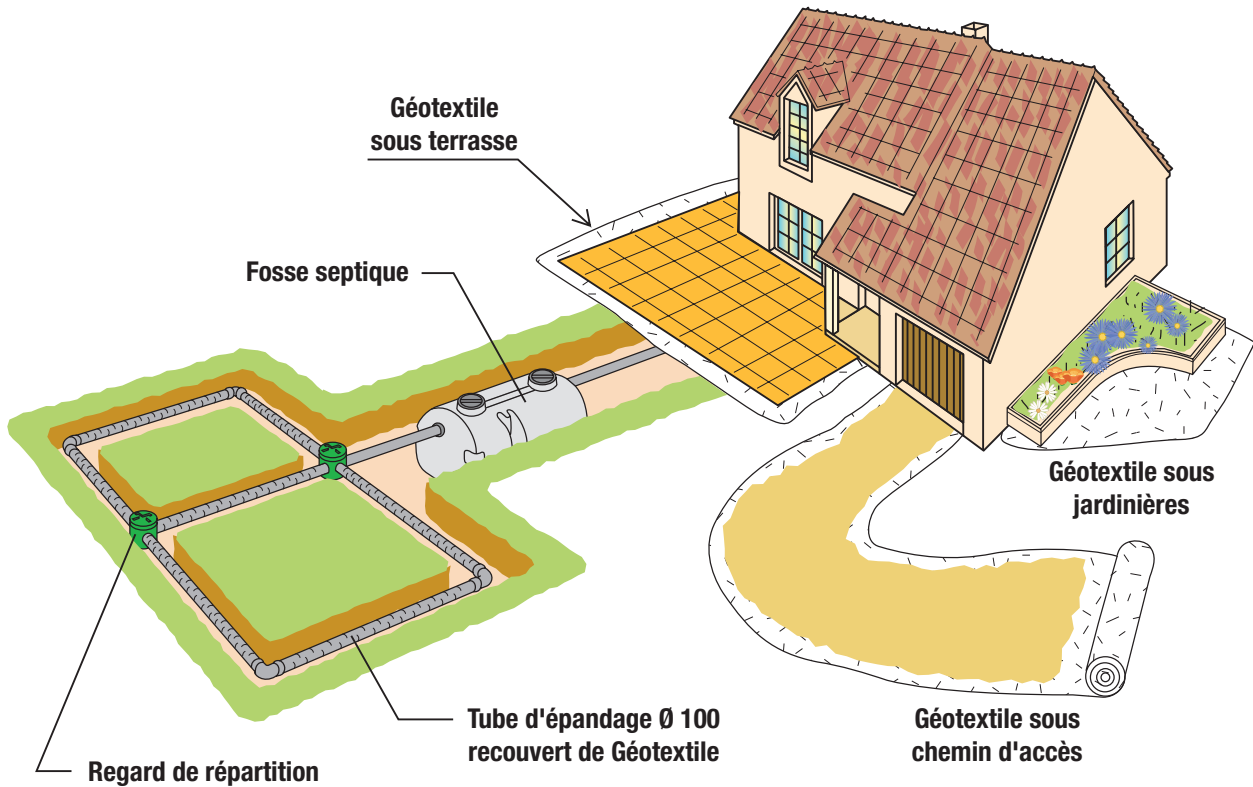 Géotextile
sous terrasse
Fosse septique
Géotextile sous
jardinières
Tube d'épandage Ø 100
recouvert de Géotextile
Géotextile sous
chemin d'accès
Regard de répartition